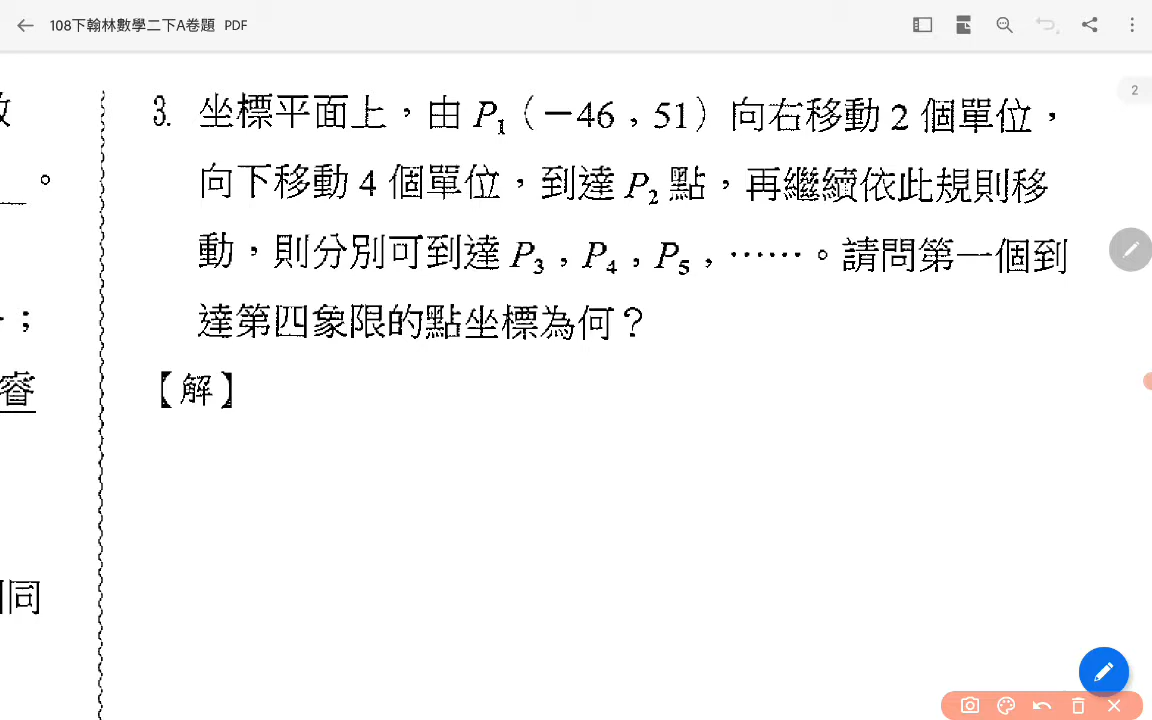 108下翰林數學二下A卷題 PDF
2
。
；
睿
同
3. 坐標平面上，由 P₁（－46，51）向右移動 2 個單位，
向下移動 4 個單位，到達 P₂ 點，再繼續依此規則移
動，則分別可到達 P₃，P₄，P₅，……。請問第一個到
達第四象限的點坐標為何？
【解】